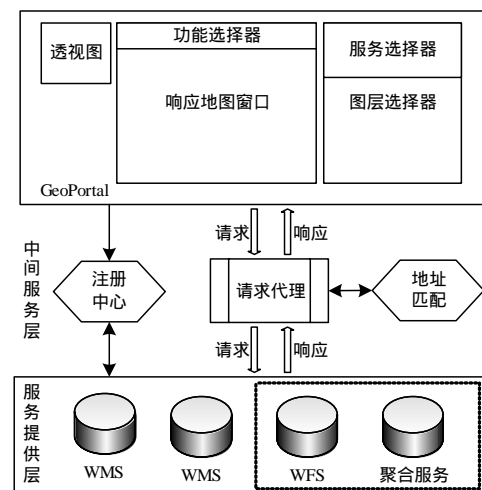 透视图
功能选择器
响应地图窗口
服务选择器
图层选择器
GeoPortal
请求
响应
中间服务层
注册
中心
请求代理
地址
匹配
请求
响应
服务提供层
WMS
WMS
WFS
聚合服务